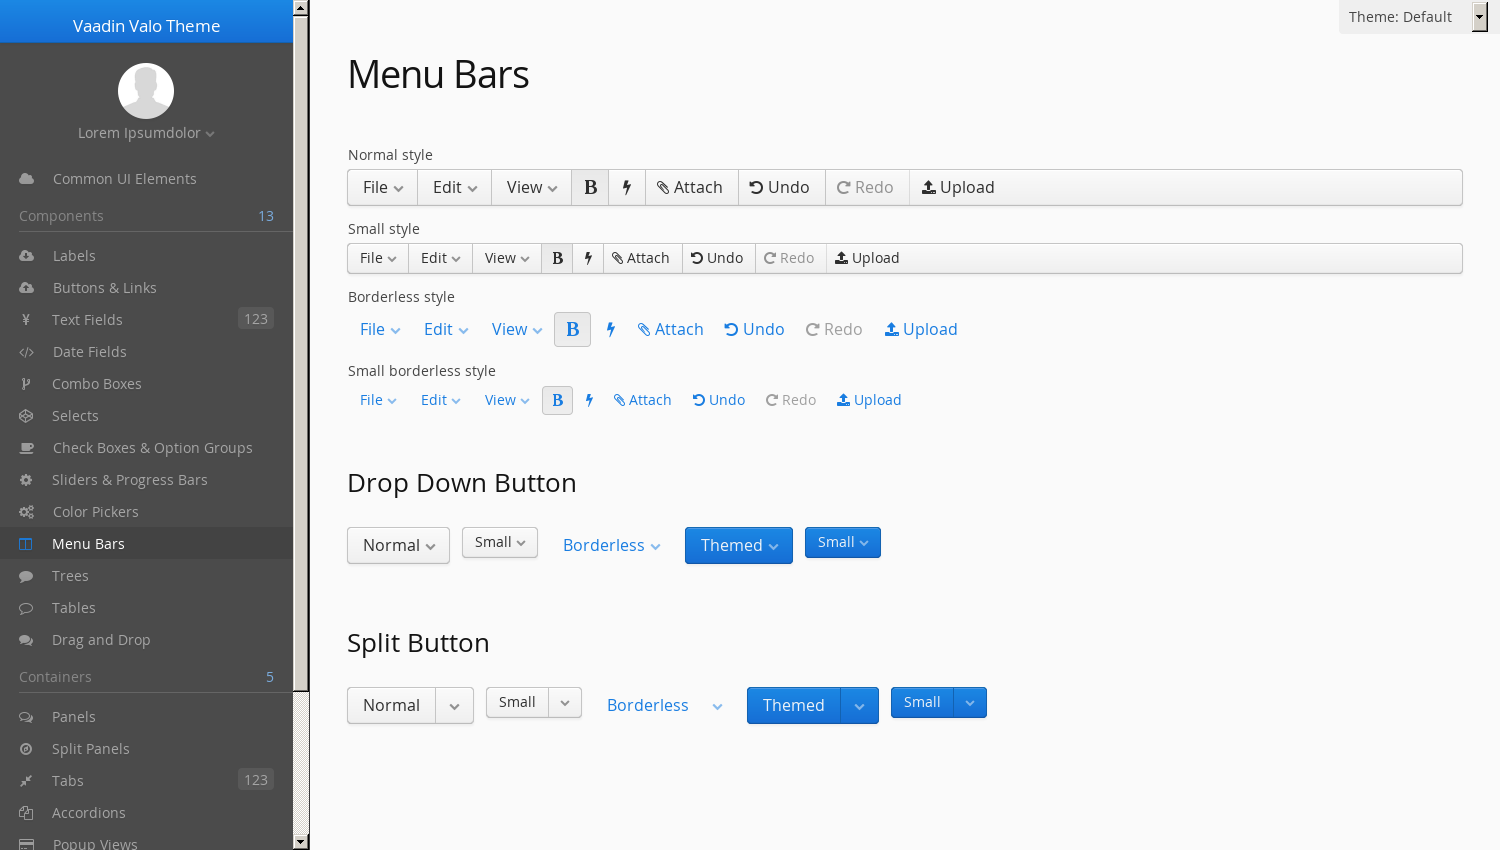 Vaadin Valo Theme
Lorem Ipsumdolor
Common UI Elements
Components 13
Labels
Buttons & Links
Text Fields 123
Date Fields
Combo Boxes
Selects
Check Boxes & Option Groups
Sliders & Progress Bars
Color Pickers
Menu Bars
Trees
Tables
Drag and Drop
Containers 5
Panels
Split Panels
Tabs 123
Accordions
Popup Views
Theme: Default
Menu Bars
Normal style
File Edit View B Attach Undo Redo Upload
Small style
File Edit View B Attach Undo Redo Upload
Borderless style
File Edit View B Attach Undo Redo Upload
Small borderless style
File Edit View B Attach Undo Redo Upload
Drop Down Button
Normal Small Borderless Themed Small
Split Button
Normal Small Borderless Themed Small